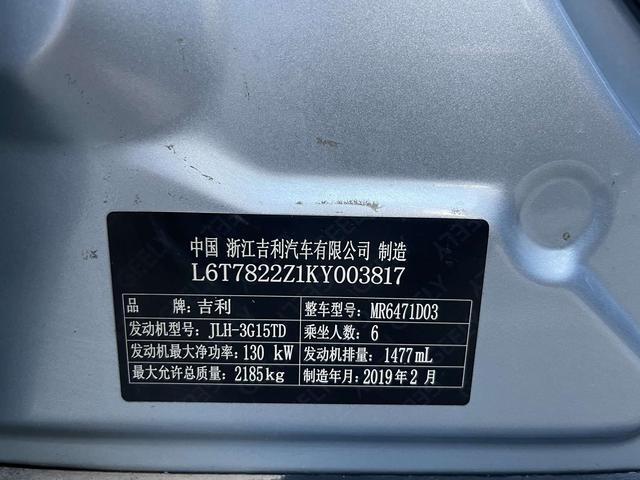 中国 浙江吉利汽车有限公司 制造
L6T7822Z1KY003817
品 牌: 吉利 整车型号: MR6471D03
发动机型号: JLH-3G15TD 乘坐人数: 6
发动机最大净功率: 130 kW 发动机排量: 1477mL
最大允许总质量: 2185kg 制造年月: 2019年2月